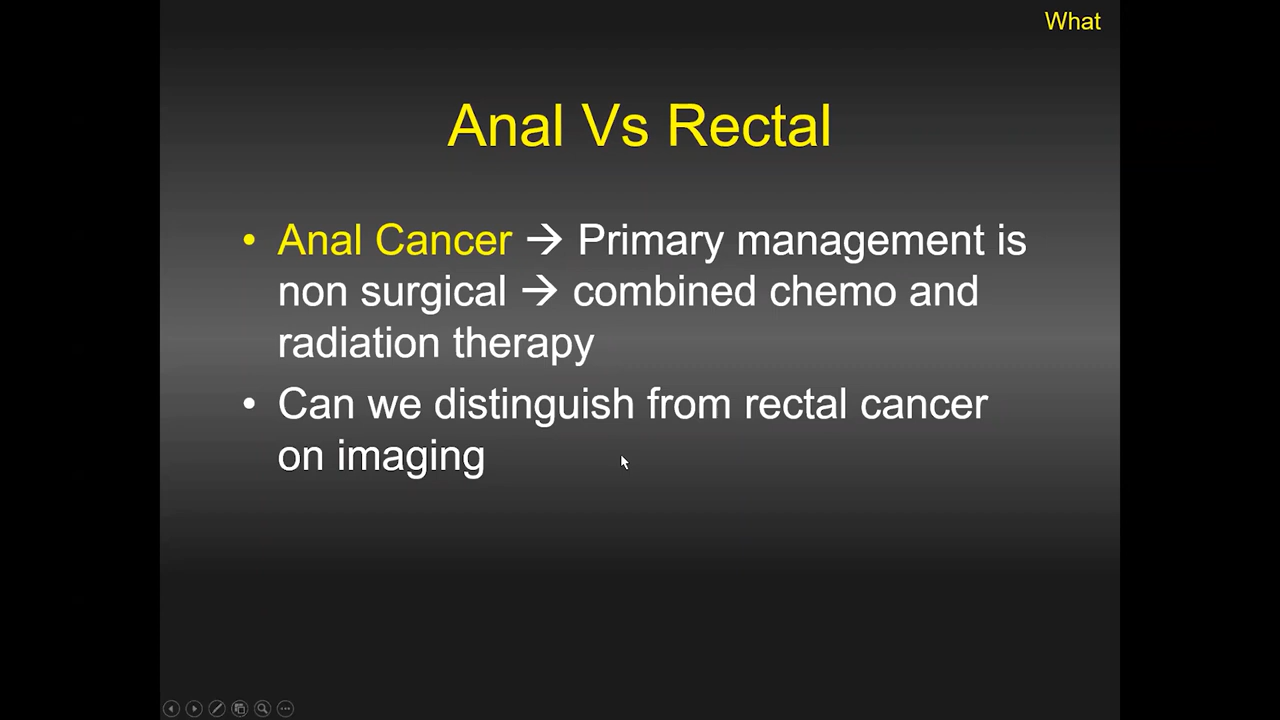 What
Anal Vs Rectal
• Anal Cancer → Primary management is
non surgical → combined chemo and
radiation therapy
• Can we distinguish from rectal cancer
on imaging